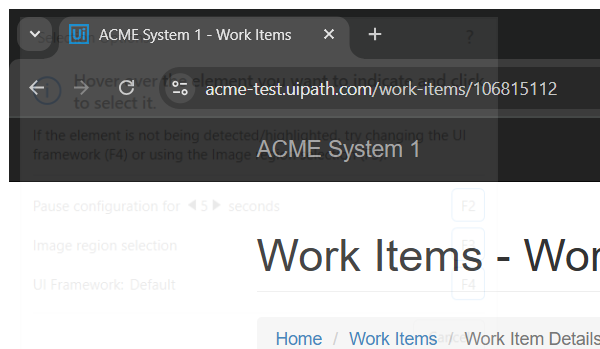 ACME System 1 - Work Items
?
Hover over the element you want to indicate and click
to select it.
acme-test.uipath.com/work-items/106815112
If the element is not being detected/highlighted, try changing the UI
framework (F4) or using the Image region
ACME System 1
Pause configuration for 5 seconds
F2
Image region selection
F3
Work Items - Wor
UI Framework: Default
F4
Home / Work Items / Work Item Details
Cancel